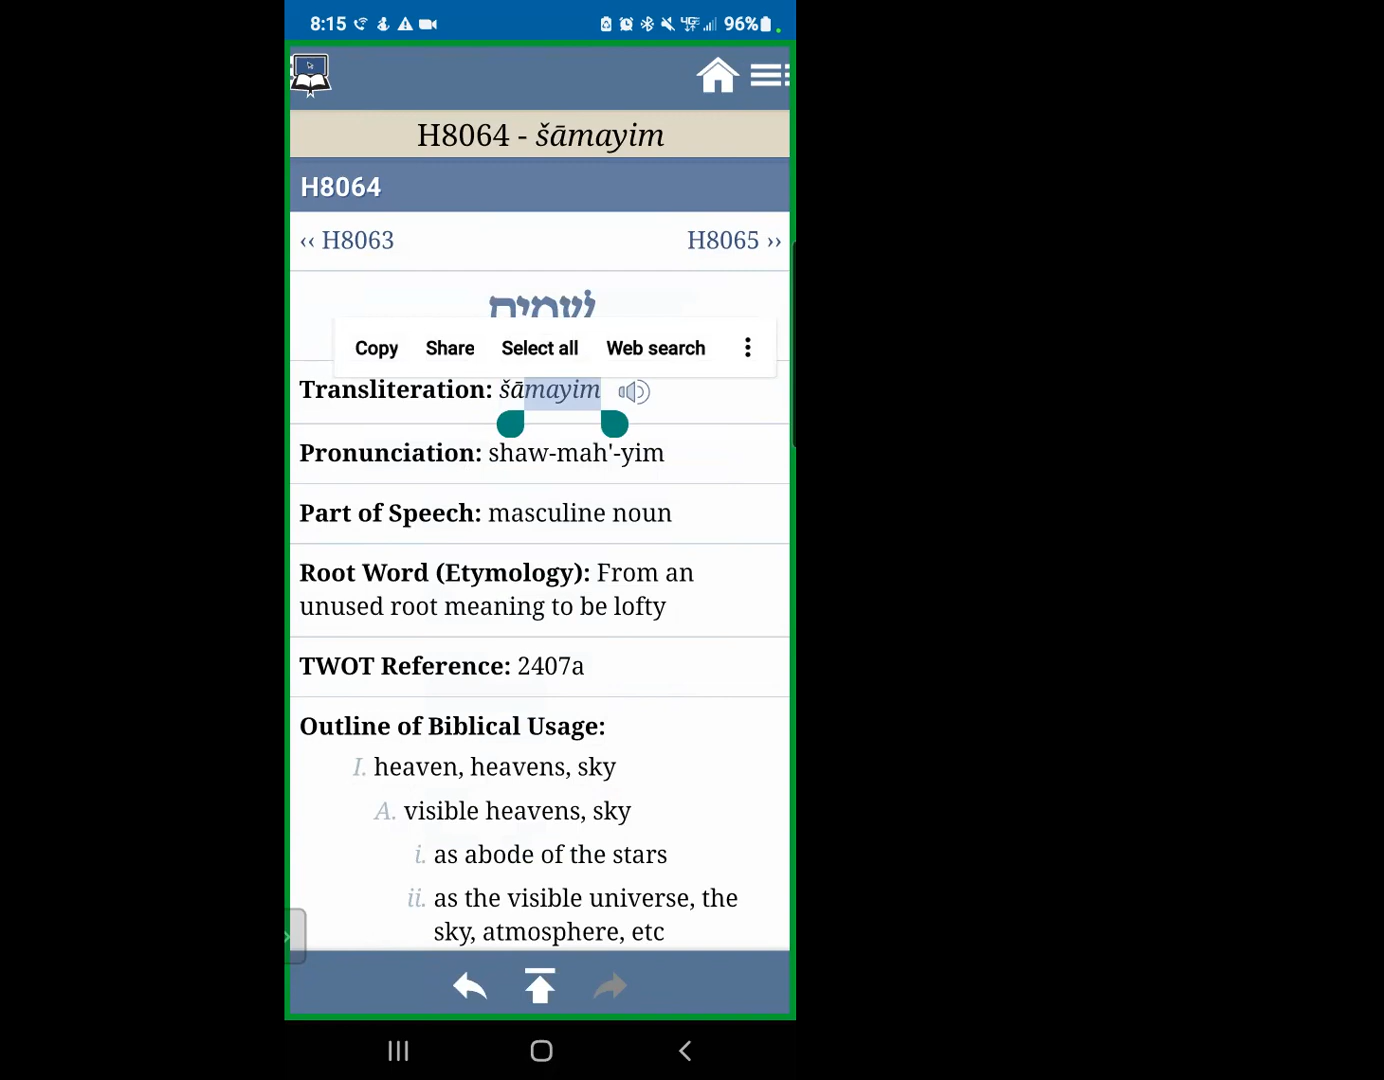 8:15
96%
H8064 - šāmayim
H8064
‹‹ H8063
H8065 ››
שָׁמַיִם
Copy
Share
Select all
Web search
Transliteration: šāmayim
Pronunciation: shaw-mah'-yim
Part of Speech: masculine noun
Root Word (Etymology): From an
unused root meaning to be lofty
TWOT Reference: 2407a
Outline of Biblical Usage:
I. heaven, heavens, sky
A. visible heavens, sky
i. as abode of the stars
ii. as the visible universe, the
sky, atmosphere, etc